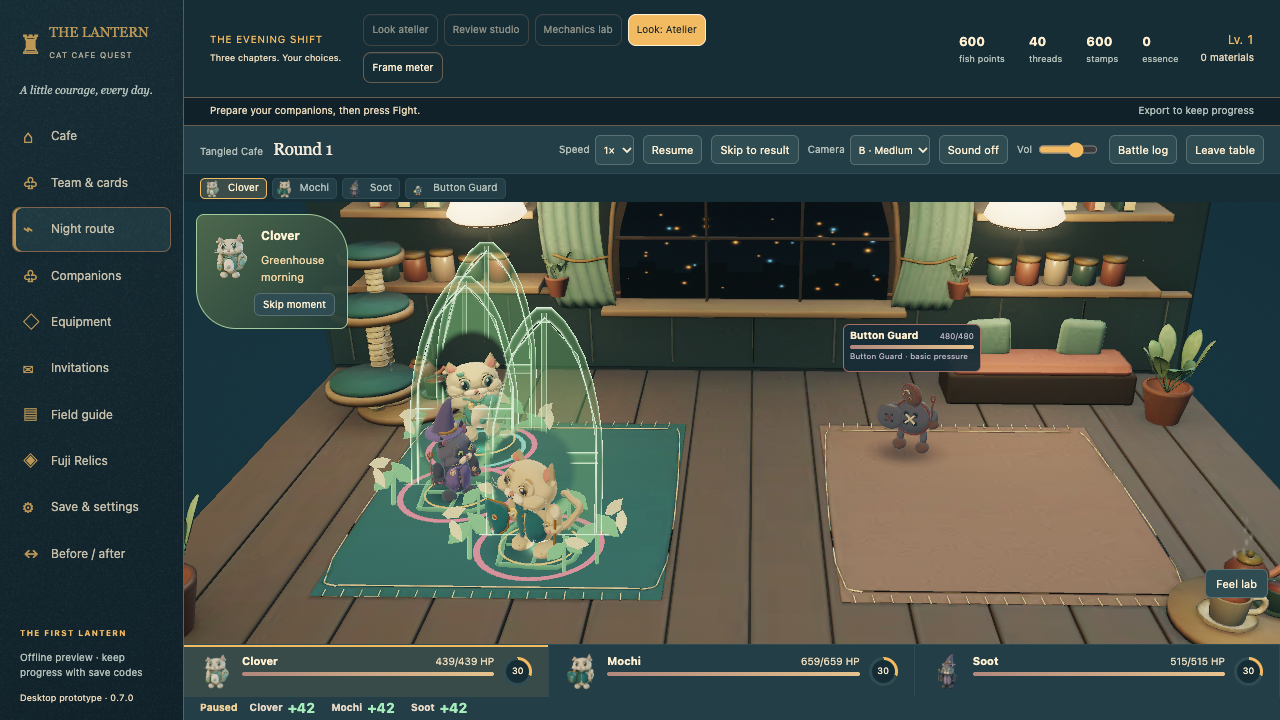 THE LANTERN
CAT CAFE QUEST
A little courage, every day.
Cafe
Team & cards
Night route
Companions
Equipment
Invitations
Field guide
Fuji Relics
Save & settings
Before / after
THE FIRST LANTERN
Offline preview · keep
progress with save codes
Desktop prototype · 0.7.0
THE EVENING SHIFT
Three chapters. Your choices.
Look atelier
Review studio
Mechanics lab
Look: Atelier
Frame meter
600
fish points
40
threads
600
stamps
0
essence
Lv. 1
0 materials
Prepare your companions, then press Fight.
Export to keep progress
Tangled Cafe
Round 1
Speed
1×
Resume
Skip to result
Camera
B · Medium
Sound off
Vol
Battle log
Leave table
Clover
Mochi
Soot
Button Guard
Clover
Greenhouse
morning
Skip moment
Button Guard 480/480
Button Guard · basic pressure
Feel lab
Clover 439/439 HP
30
Mochi 659/659 HP
30
Soot 515/515 HP
30
Paused Clover +42 Mochi +42 Soot +42